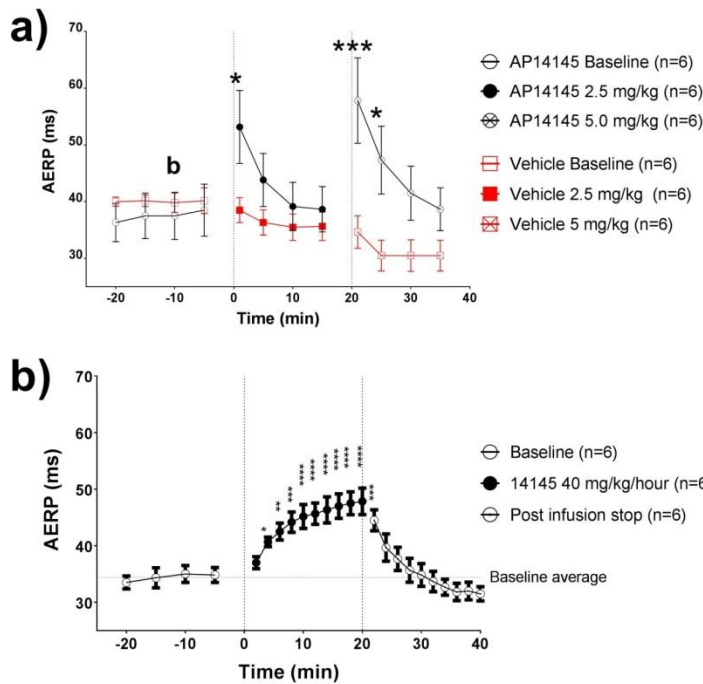 a)
70
60
50
40
30
AERP (ms)
*
***
*
b
-20 -10 0 10 20 30 40
Time (min)
AP14145 Baseline (n=6)
AP14145 2.5 mg/kg (n=6)
AP14145 5.0 mg/kg (n=6)
Vehicle Baseline (n=6)
Vehicle 2.5 mg/kg (n=6)
Vehicle 5 mg/kg (n=6)
b)
70
60
50
40
30
AERP (ms)
*
**
***
****
****
****
****
****
****
***
-20 -10 0 10 20 30 40
Time (min)
Baseline (n=6)
14145 40 mg/kg/hour (n=6
Post infusion stop (n=6)
Baseline average